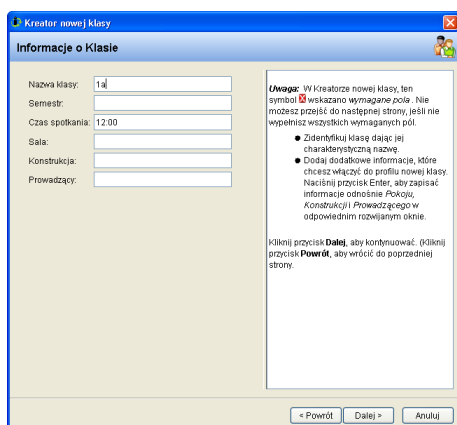 Kreator nowej klasy
Informacje o Klasie
Nazwa klasy: 1a
Semestr:
Czas spotkania: 12:00
Sala:
Konstrukcja:
Prowadzący:
Uwaga: W Kreatorze nowej klasy, ten
symbol wskazano wymagane pola . Nie
możesz przejść do następnej strony, jeśli nie
wypełnisz wszystkich wymaganych pól.
● Zidentyfikuj klasę dając jej
charakterystyczną nazwę.
● Dodaj dodatkowe informacje, które
chcesz włączyć do profilu nowej klasy.
Naciśnij przycisk Enter, aby zapisać
informacje odnośnie Pokoju,
Konstrukcji i Prowadzącego w
odpowiednim rozwijanym oknie.
Kliknij przycisk Dalej, aby kontynuować. (Kliknij
przycisk Powrót, aby wrócić do poprzedniej
strony.
< Powrót
Dalej >
Anuluj